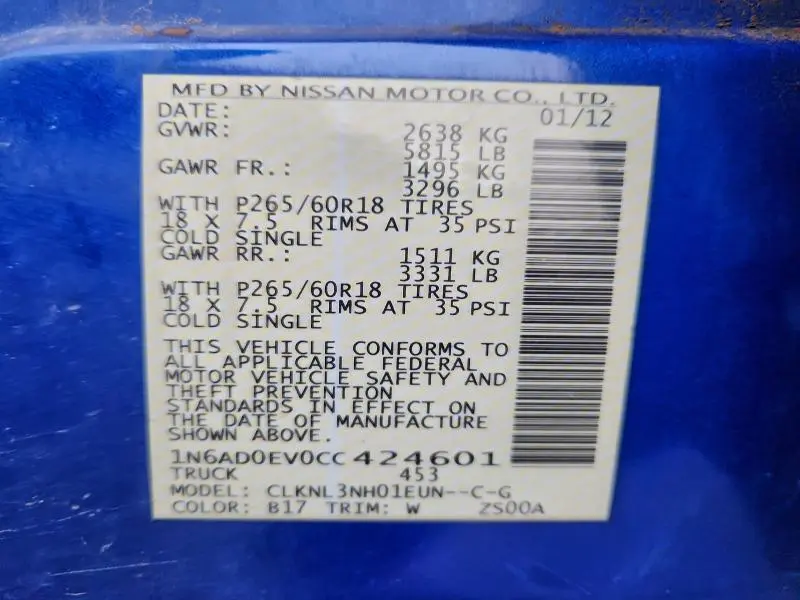 MFD BY NISSAN MOTOR CO., LTD.
DATE: 01/12
GVWR: 2638 KG
5815 LB
GAWR FR.: 1495 KG
3296 LB
WITH P265/60R18 TIRES
18 X 7.5 RIMS AT 35 PSI
COLD SINGLE
GAWR RR.: 1511 KG
3331 LB
WITH P265/60R18 TIRES
18 X 7.5 RIMS AT 35 PSI
COLD SINGLE
THIS VEHICLE CONFORMS TO
ALL APPLICABLE FEDERAL
MOTOR VEHICLE SAFETY AND
THEFT PREVENTION
STANDARDS IN EFFECT ON
THE DATE OF MANUFACTURE
SHOWN ABOVE.
1N6AD0EV0CC424601
TRUCK 453
MODEL: CLKNL3NH01EUN--C-G
COLOR: B17 TRIM: W ZS00A